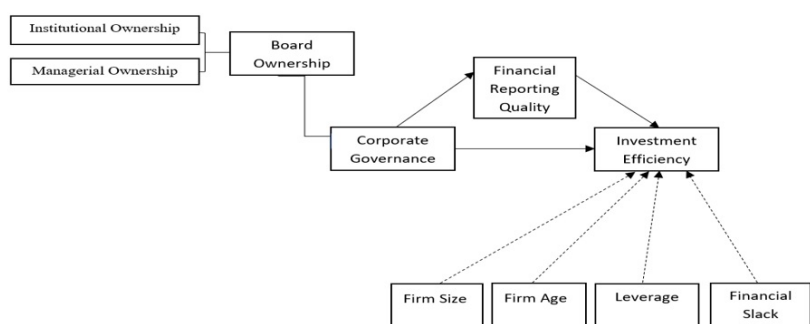 Institutional Ownership
Managerial Ownership
Board
Ownership
Financial
Reporting
Quality
Corporate
Governance
Investment
Efficiency
Firm Size
Firm Age
Leverage
Financial
Slack